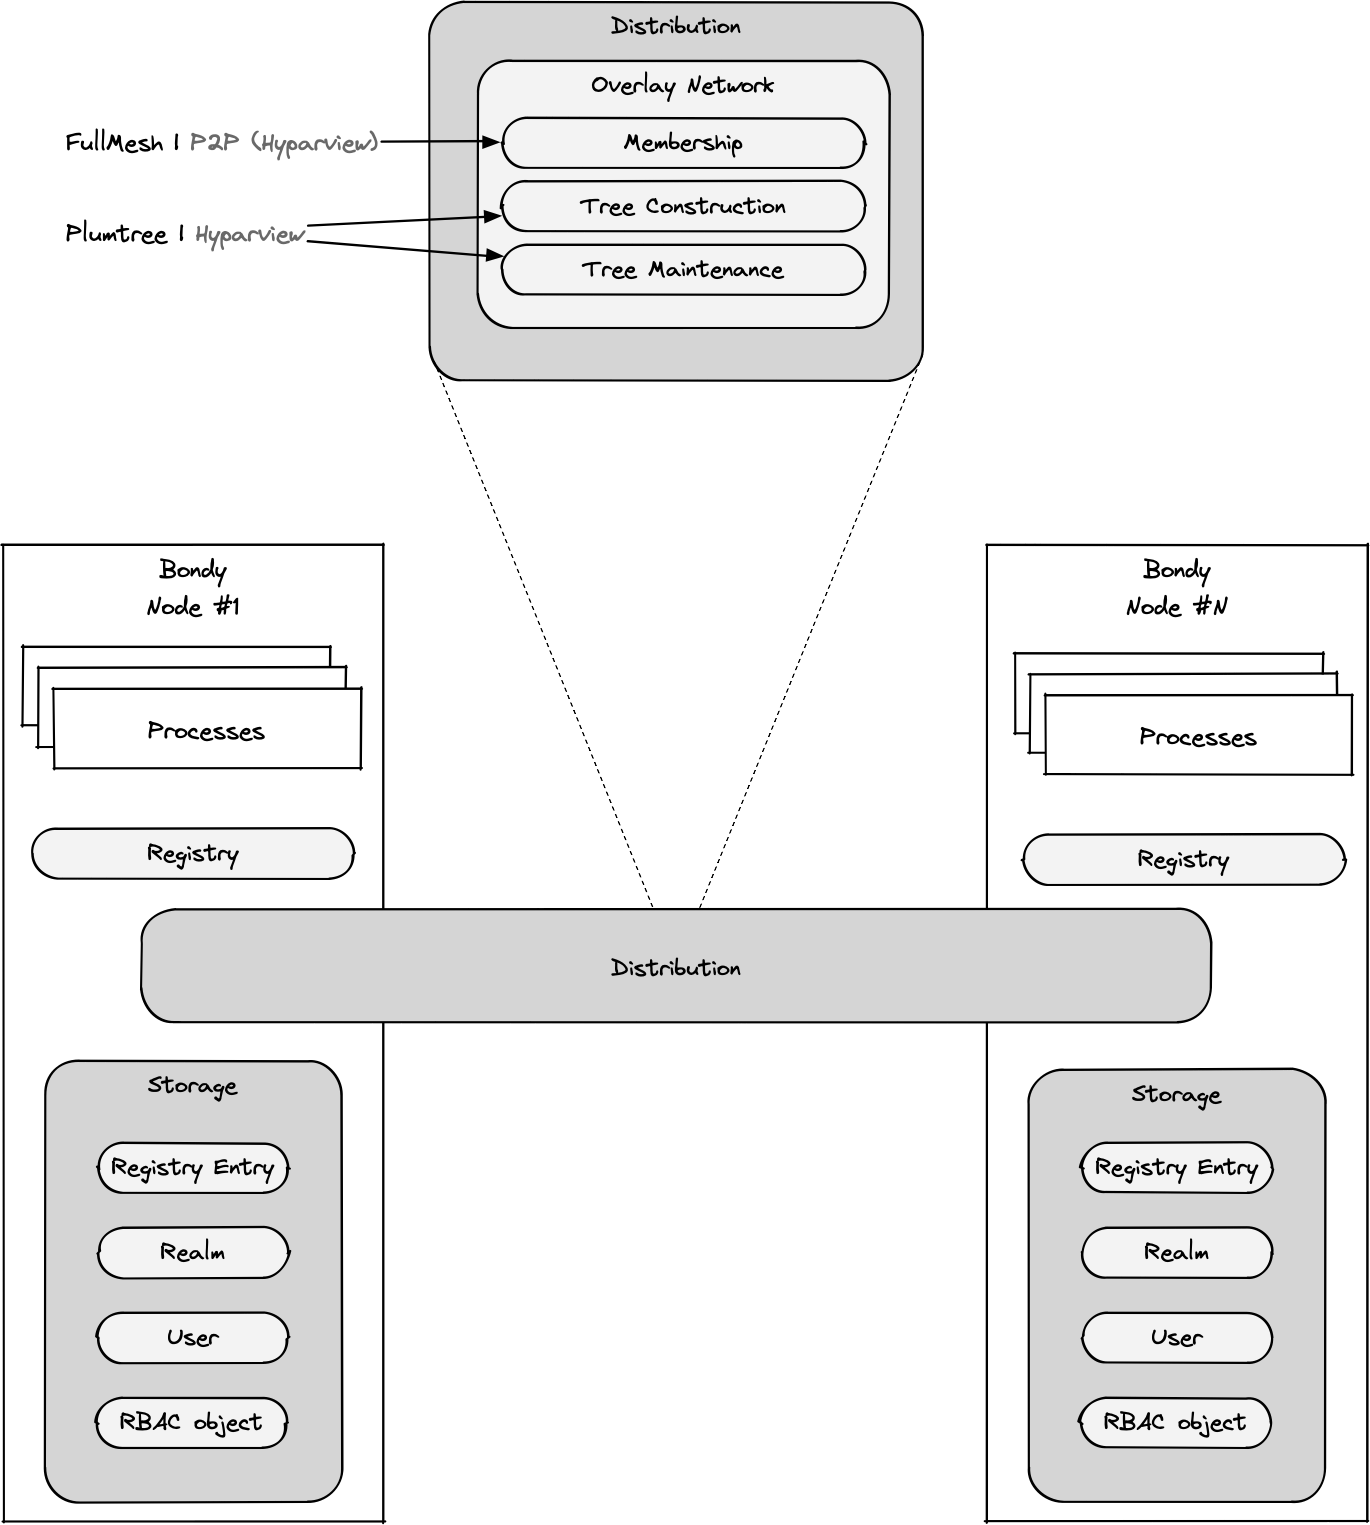 Distribution
Overlay Network
FullMesh | P2P (Hyparview)
Membership
Tree Construction
Plumtree | Hyparview
Tree Maintenance
Bondy
Node #1
Processes
Registry
Bondy
Node #N
Processes
Registry
Distribution
Storage
Registry Entry
Realm
User
RBAC object
Storage
Registry Entry
Realm
User
RBAC object